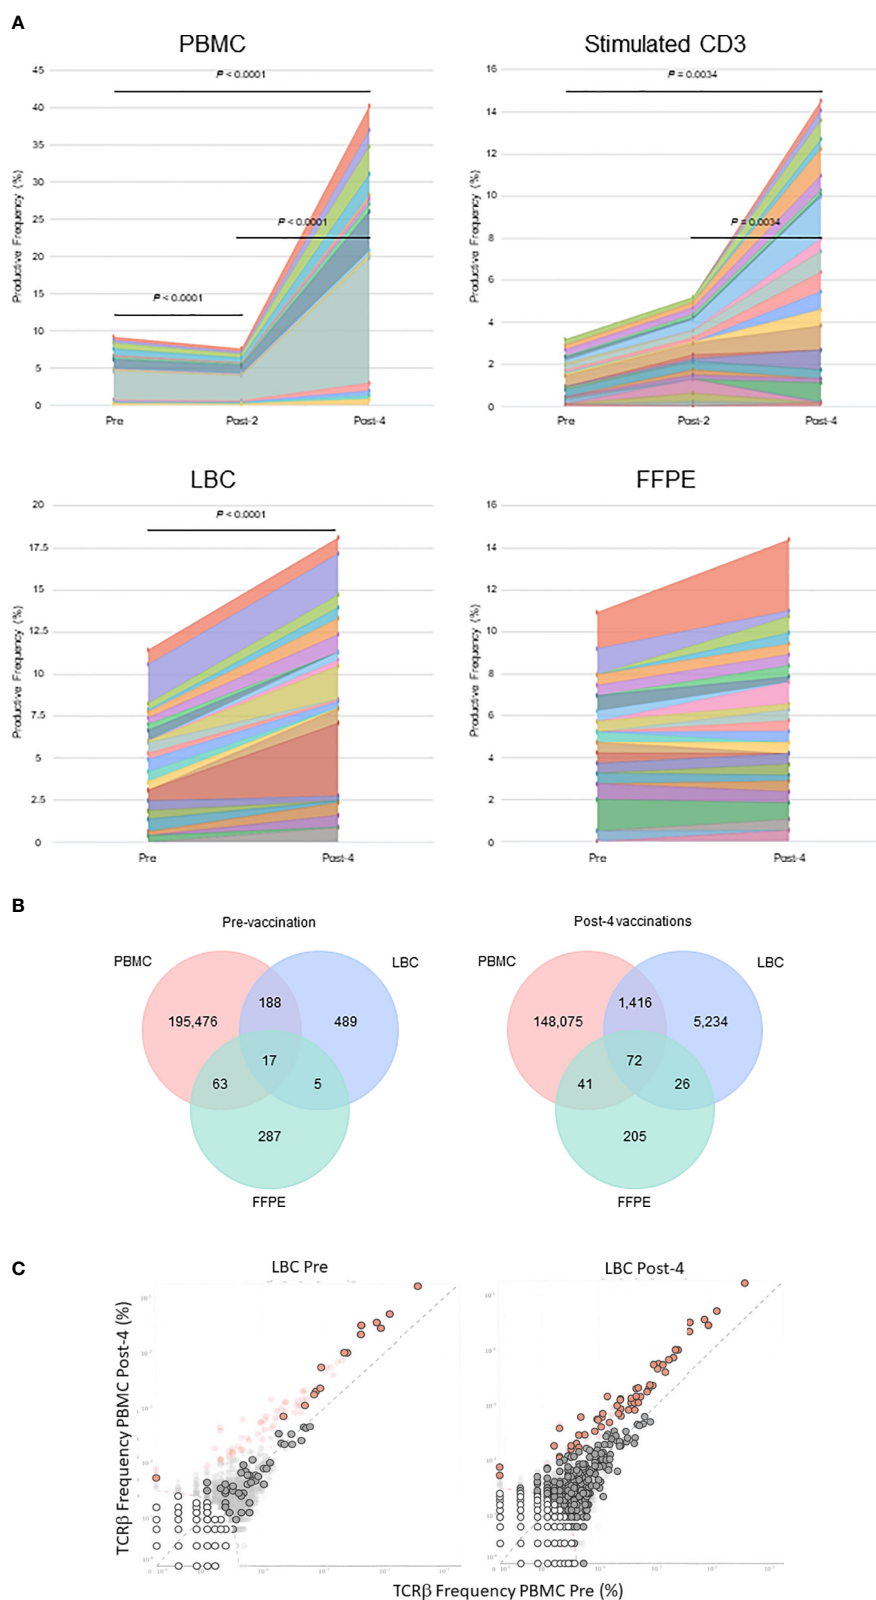 A
PBMC
Stimulated CD3
P < 0.0001
P = 0.0034
P < 0.0001
P = 0.0034
P < 0.0001
Productive Frequency (%)
45
40
35
30
25
20
15
10
5
0
Pre
Post-2
Post-4
Productive Frequency (%)
16
14
12
10
8
6
4
2
0
Pre
Post-2
Post-4
LBC
FFPE
P < 0.0001
Productive Frequency (%)
20
17.5
15
12.5
10
7.5
5
2.5
0
Pre
Post-4
Productive Frequency (%)
16
14
12
10
8
6
4
2
0
Pre
Post-4
B
Pre-vaccination
PBMC
LBC
188
195,476
489
17
63
5
287
FFPE
Post-4 vaccinations
PBMC
LBC
1,416
148,075
5,234
72
41
26
205
FFPE
C
LBC Pre
LBC Post-4
TCRβ Frequency PBMC Post-4 (%)
TCRβ Frequency PBMC Pre (%)